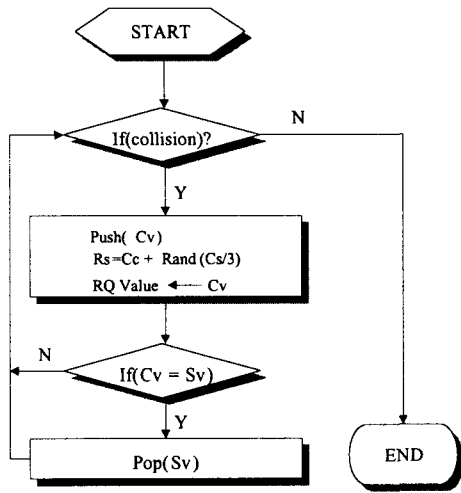 START
If(collision)?
N
Y
Push( Cv)
Rs=Cc + Rand (Cs/3)
RQ Value ← Cv
N
If(Cv = Sv)
Y
Pop(Sv)
END